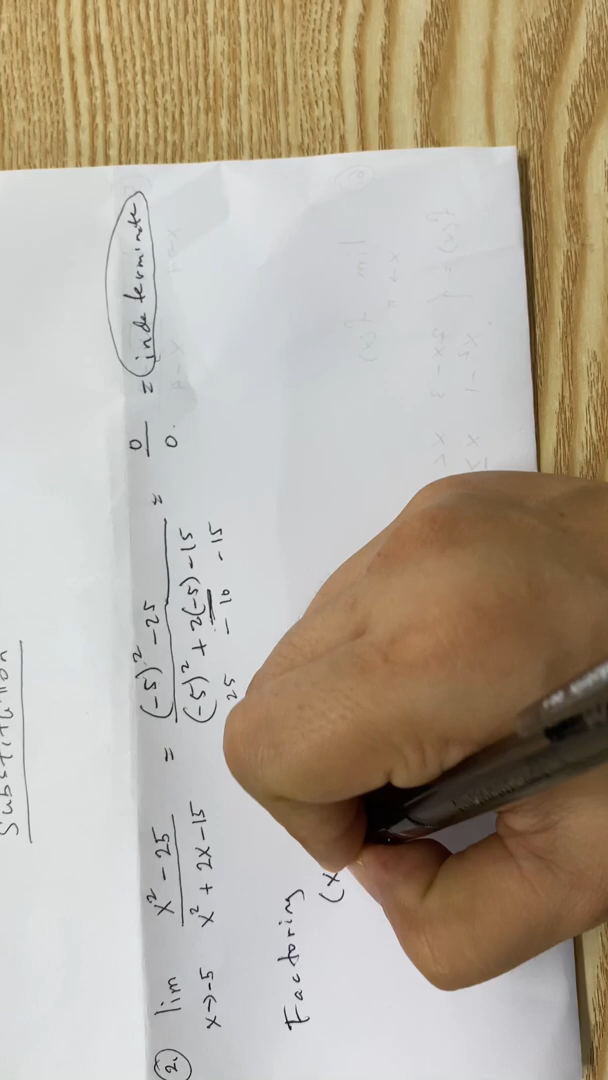 Substitution
2. lim x→-5 (x² - 25)/(x² + 2x - 15) = ((-5)² - 25)/((-5)² + 2(-5) - 15) = 0/0 = indeterminate
25 - 10 - 15
Factoring
(x